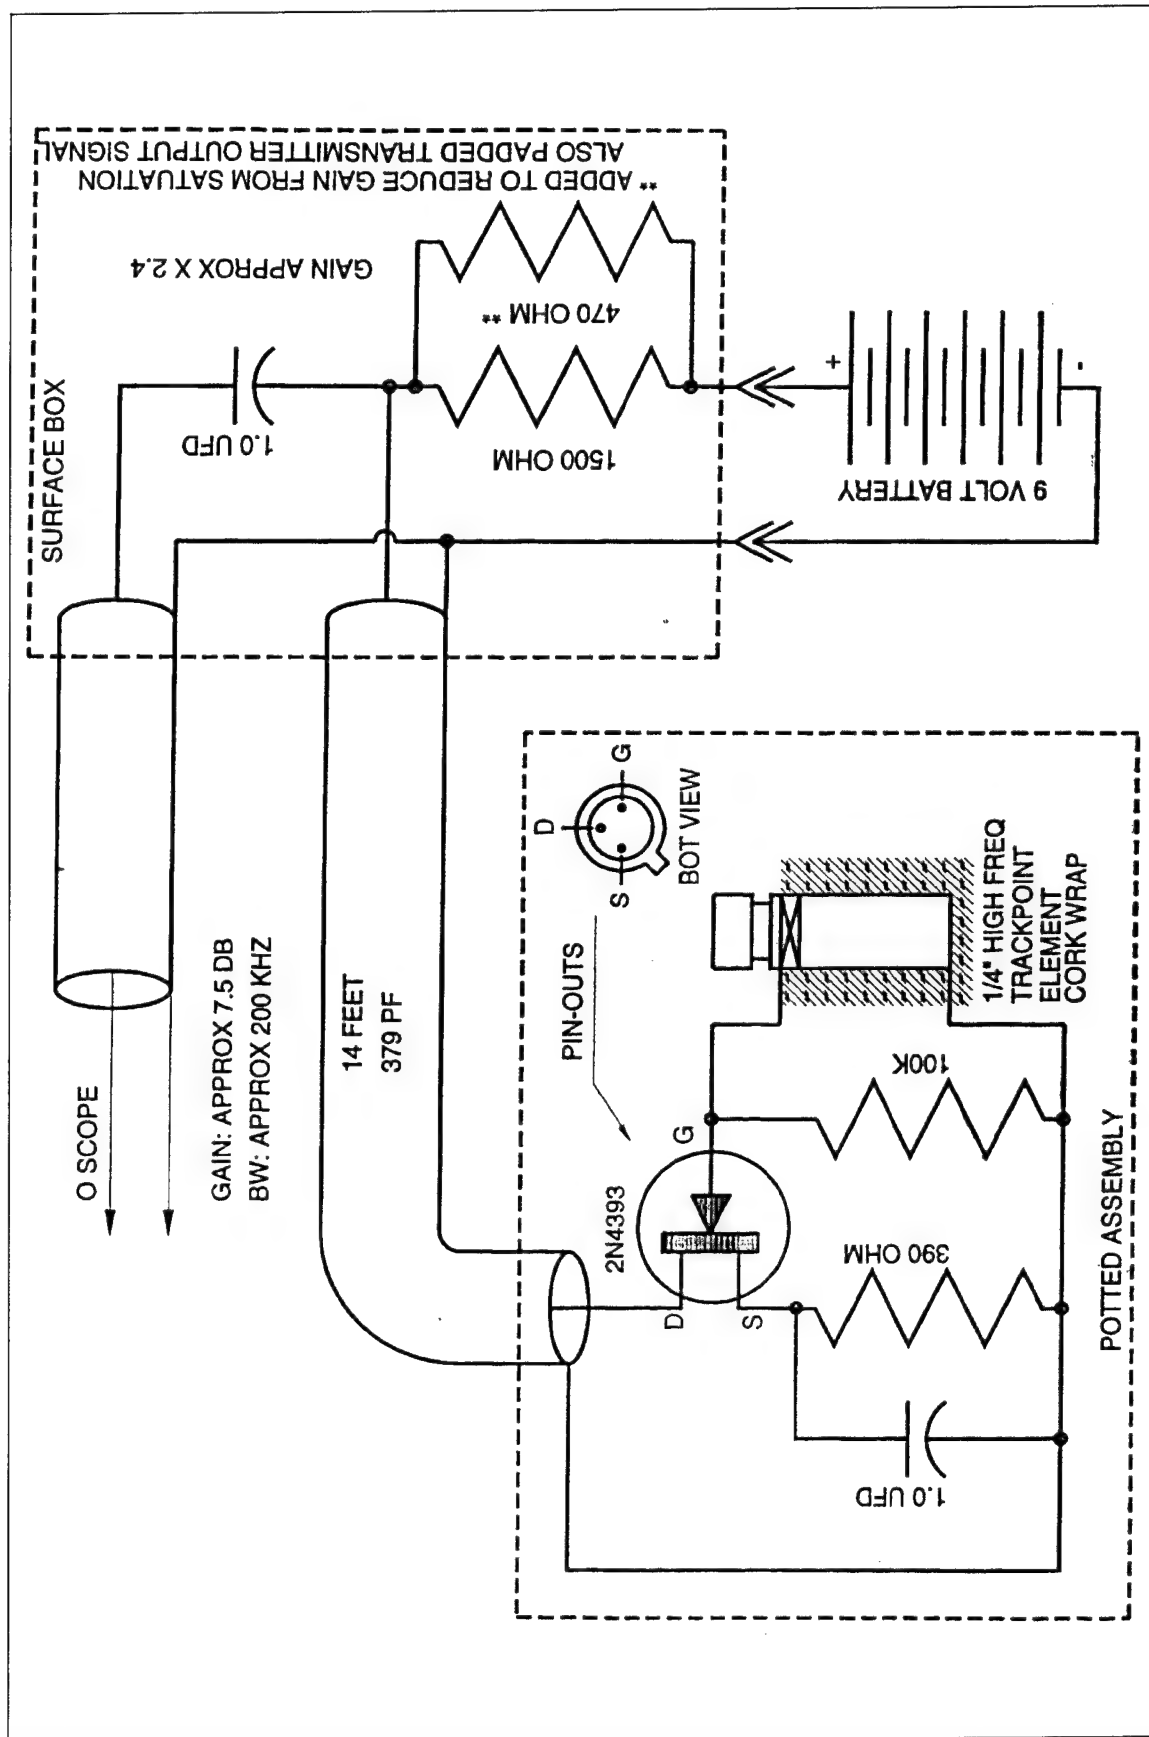 SURFACE BOX
1.0 UFD
GAIN APPROX X 2.4
** ADDED TO REDUCE GAIN FROM SATUATION
ALSO PADDED TRANSMITTER OUTPUT SIGNAL
470 OHM **
1500 OHM
+
-
9 VOLT BATTERY
O SCOPE
GAIN: APPROX 7.5 DB
BW: APPROX 200 KHZ
14 FEET
379 PF
PIN-OUTS
D
G
S
BOT VIEW
2N4393
G
D
S
100K
390 OHM
1.0 UFD
1/4" HIGH FREQ
TRACKPOINT
ELEMENT
CORK WRAP
POTTED ASSEMBLY